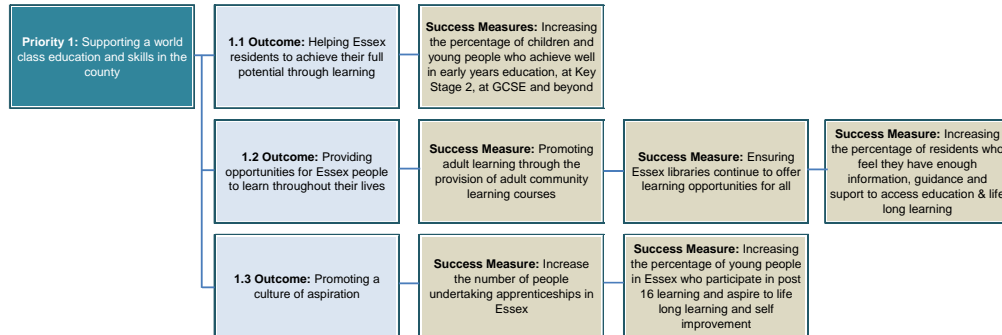 Priority 1: Supporting a world
class education and skills in the
county
1.1 Outcome: Helping Essex
residents to achieve their full
potential through learning
Success Measures: Increasing
the percentage of children and
young people who achieve well
in early years education, at Key
Stage 2, at GCSE and beyond
1.2 Outcome: Providing
opportunities for Essex people
to learn throughout their lives
Success Measure: Promoting
adult learning through the
provision of adult community
learning courses
Success Measure: Ensuring
Essex libraries continue to offer
learning opportunities for all
Success Measure: Increasing
the percentage of residents who
feel they have enough
information, guidance and
suport to access education & life
long learning
1.3 Outcome: Promoting a
culture of aspiration
Success Measure: Increase
the number of people
undertaking apprenticeships in
Essex
Success Measure: Increasing
the percentage of young people
in Essex who participate in post
16 learning and aspire to life
long learning and self
improvement